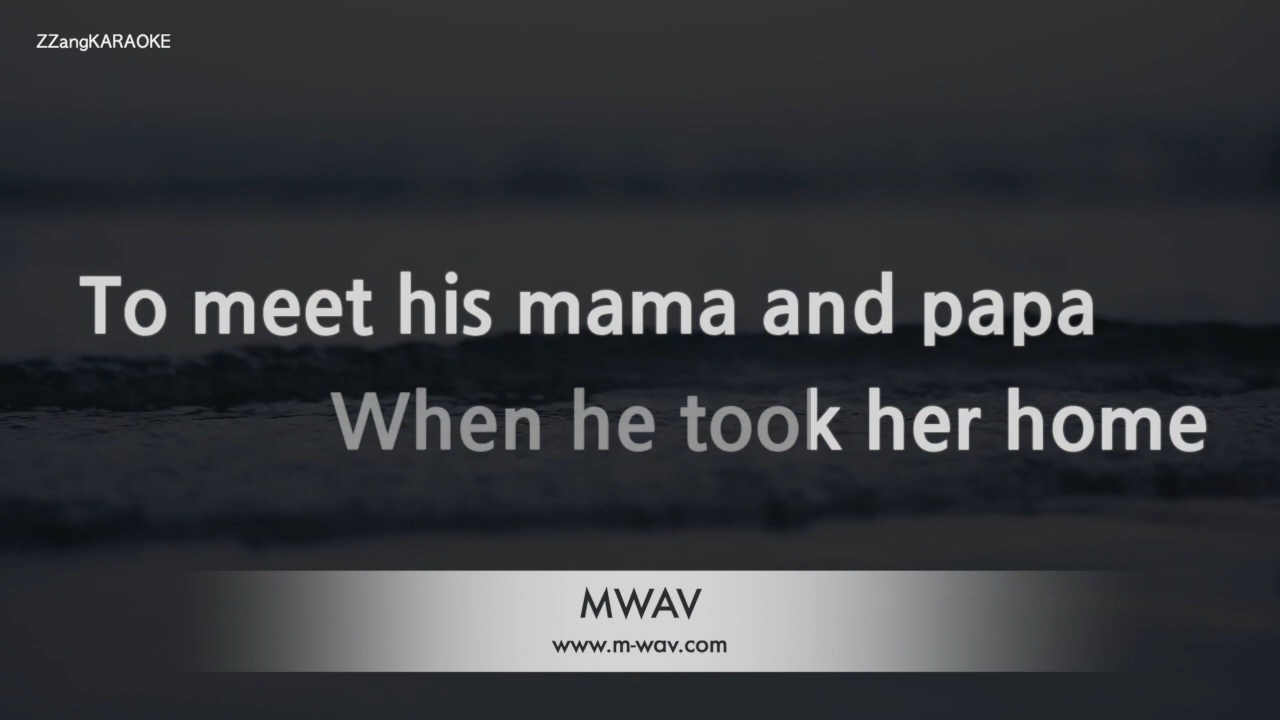 ZZangKARAOKE
To meet his mama and papa
When he took her home
MWAV
www.m-wav.com